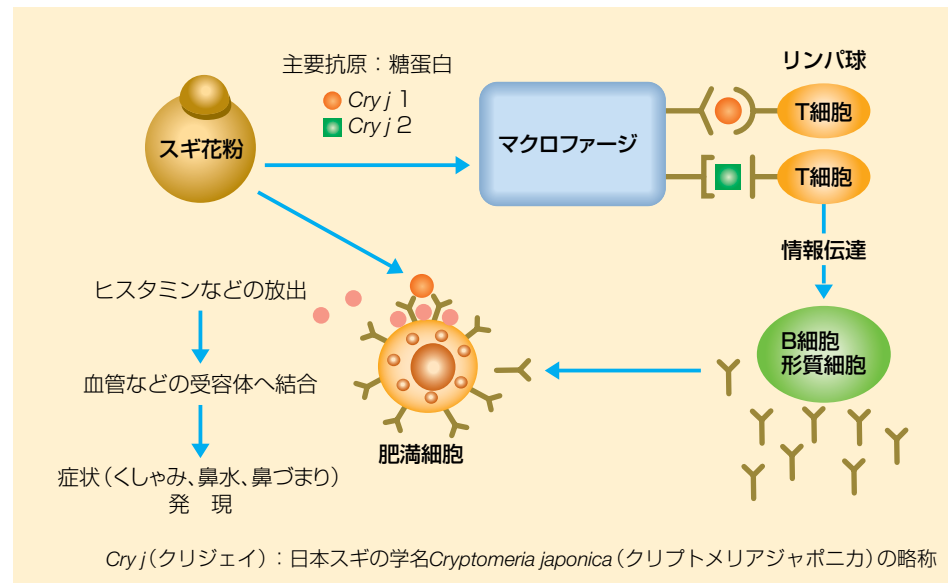 主要抗原：糖蛋白
Cry j 1
Cry j 2
スギ花粉
マクロファージ
リンパ球
T細胞
T細胞
情報伝達
B細胞
形質細胞
肥満細胞
ヒスタミンなどの放出
血管などの受容体へ結合
症状（くしゃみ、鼻水、鼻づまり）
発　現
Cry j（クリジェイ）：日本スギの学名Cryptomeria japonica（クリプトメリアジャポニカ）の略称